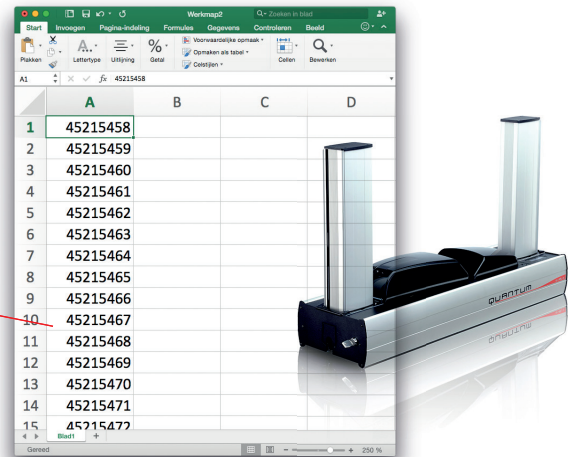 Werkmap2
Zoeken in blad
Start Invoegen Pagina-indeling Formules Gegevens Controleren Beeld
Plakken
Lettertype
Uitlijning
Getal
Voorwaardelijke opmaak
Opmaken als tabel
Celstijlen
Cellen
Bewerken
A1 fx 45215458
A B C D
1 45215458
2 45215459
3 45215460
4 45215461
5 45215462
6 45215463
7 45215464
8 45215465
9 45215466
10 45215467
11 45215468
12 45215469
13 45215470
14 45215471
15 45215472
Blad1 +
Gereed 250 %
QUANTUM